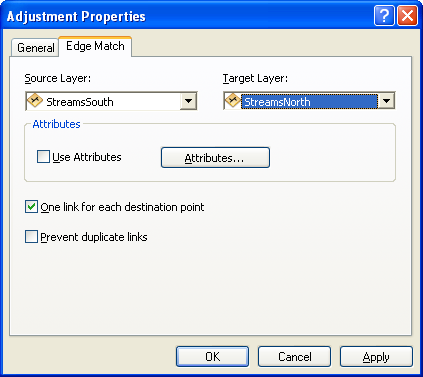 Adjustment Properties
General Edge Match
Source Layer: Target Layer:
StreamsSouth StreamsNorth
Attributes
Use Attributes Attributes...
One link for each destination point
Prevent duplicate links
OK Cancel Apply